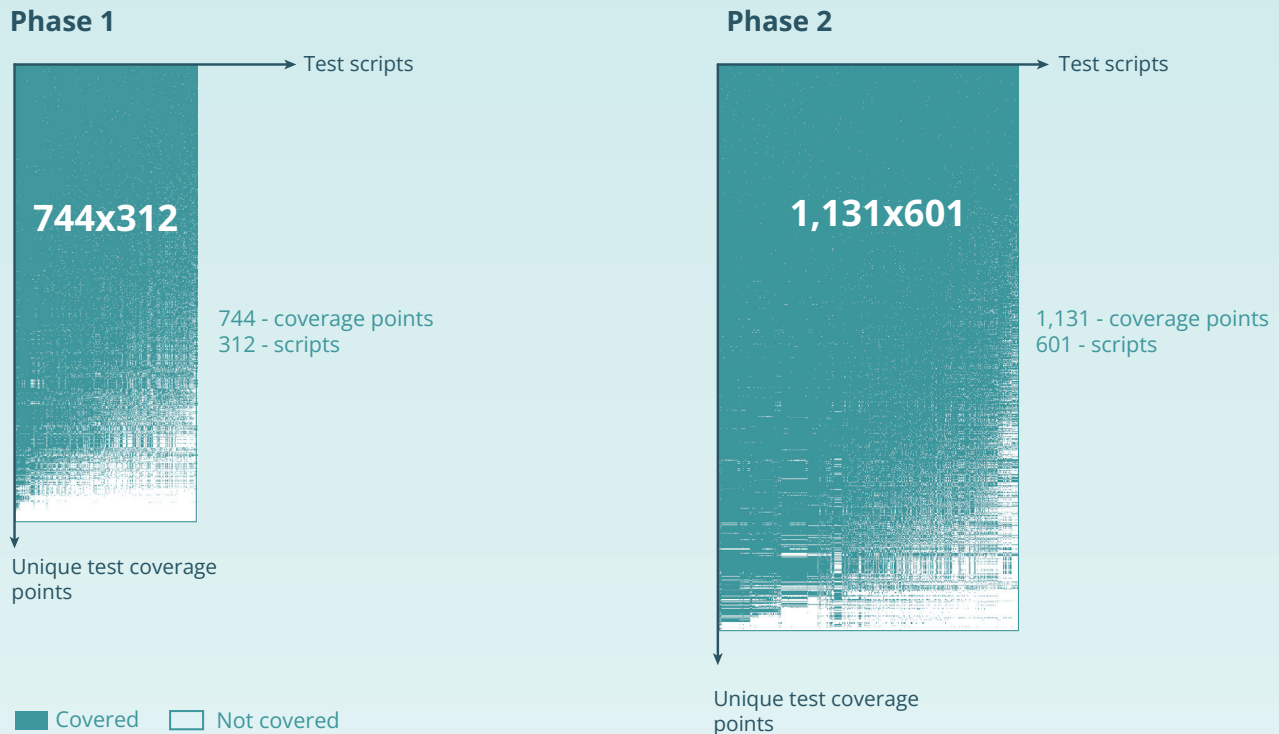 Phase 1
Test scripts
744x312
744 - coverage points
312 - scripts
Unique test coverage
points
Covered
Not covered
Phase 2
Test scripts
1,131x601
1,131 - coverage points
601 - scripts
Unique test coverage
points